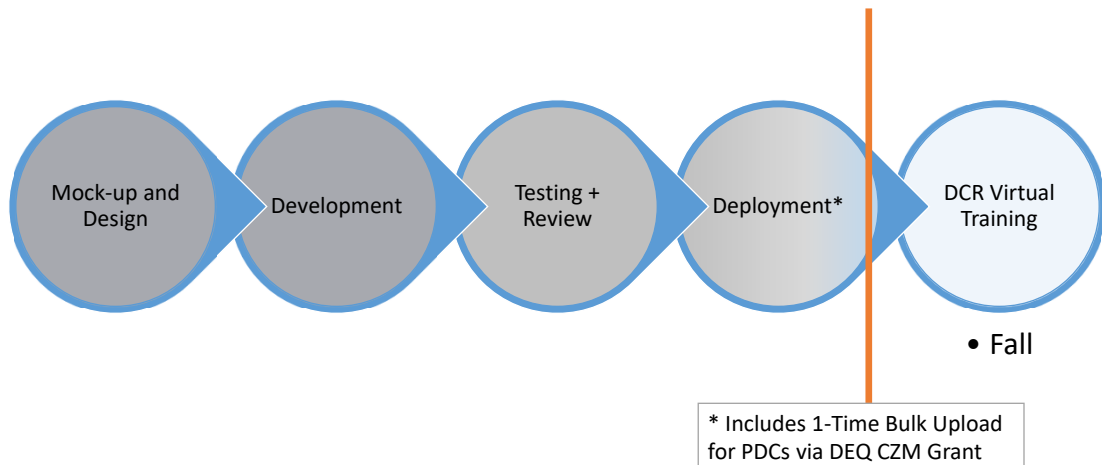 Mock-up and
Design
Development
Testing +
Review
Deployment*
DCR Virtual
Training
• Fall
* Includes 1-Time Bulk Upload
for PDCs via DEQ CZM Grant